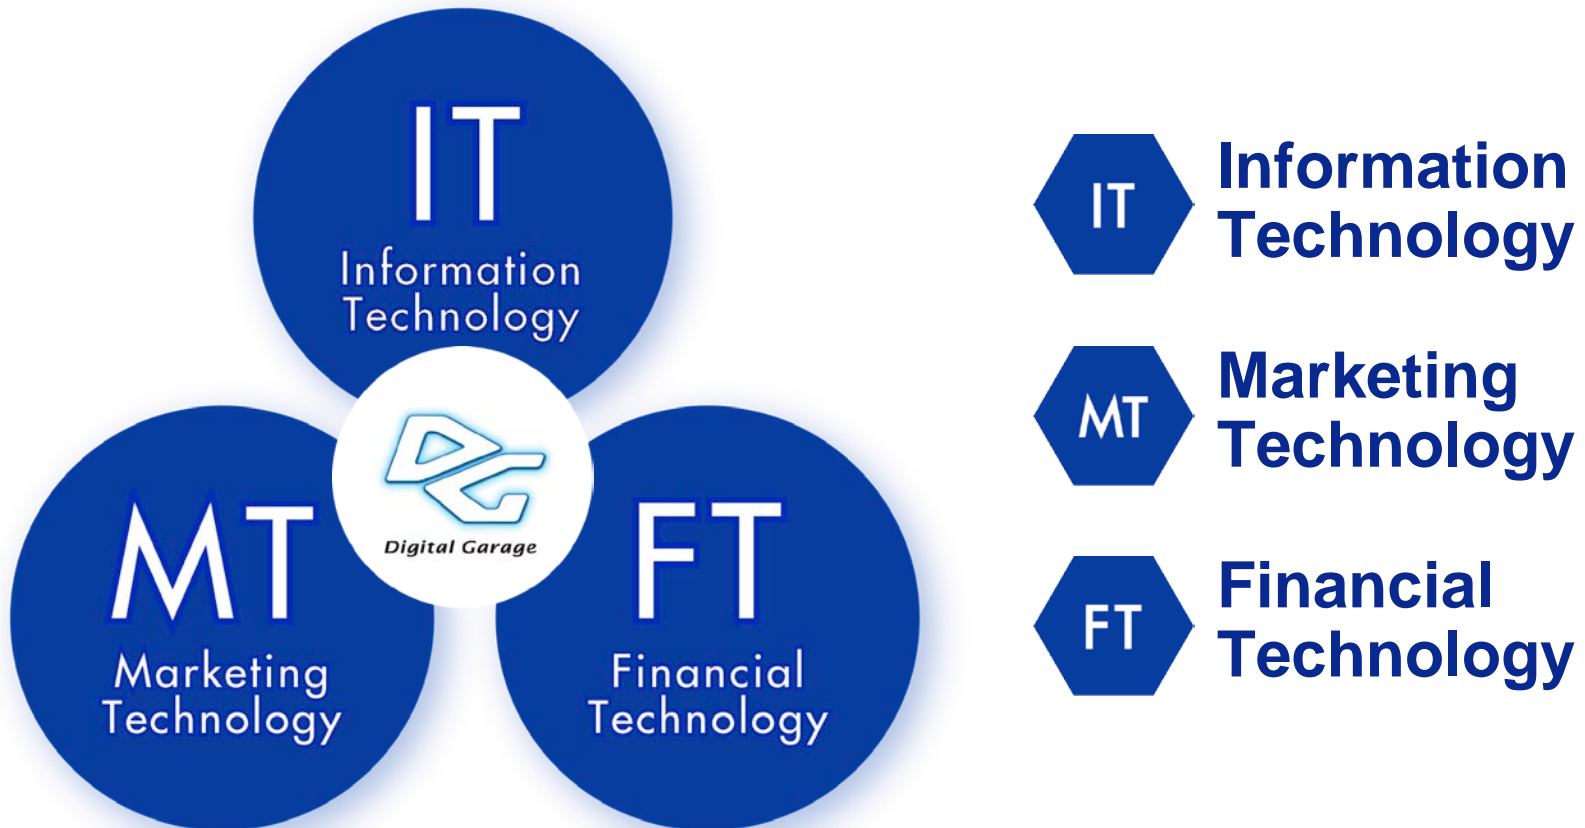 IT
Information
Technology
DG
Digital Garage
MT
Marketing
Technology
FT
Financial
Technology
IT
Information
Technology
MT
Marketing
Technology
FT
Financial
Technology